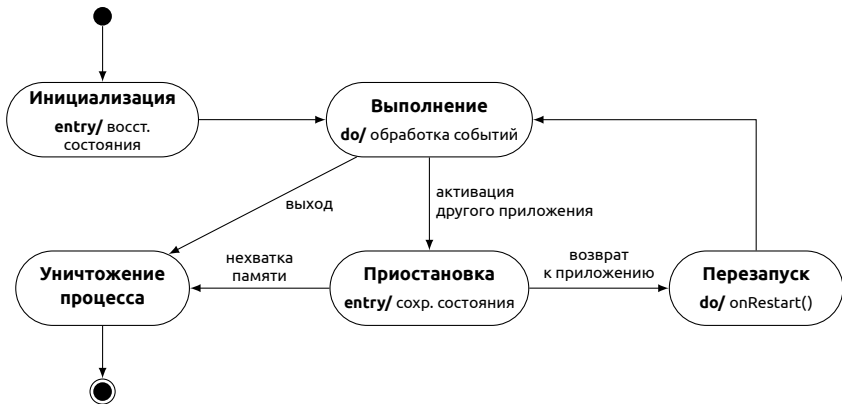 Инициализация
entry/ восст.
состояния
Выполнение
do/ обработка событий
выход
активация
другого приложения
Уничтожение
процесса
нехватка
памяти
Приостановка
entry/ сохр. состояния
возврат
к приложению
Перезапуск
do/ onRestart()